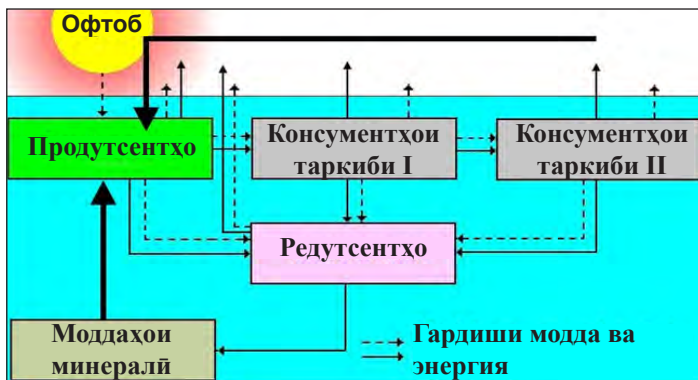 Офтоб
Продутсентҳо
Консументҳои
таркиби I
Консументҳои
таркиби II
Редутсентҳо
Моддаҳои
минералӣ
Гардиши модда ва
энергия